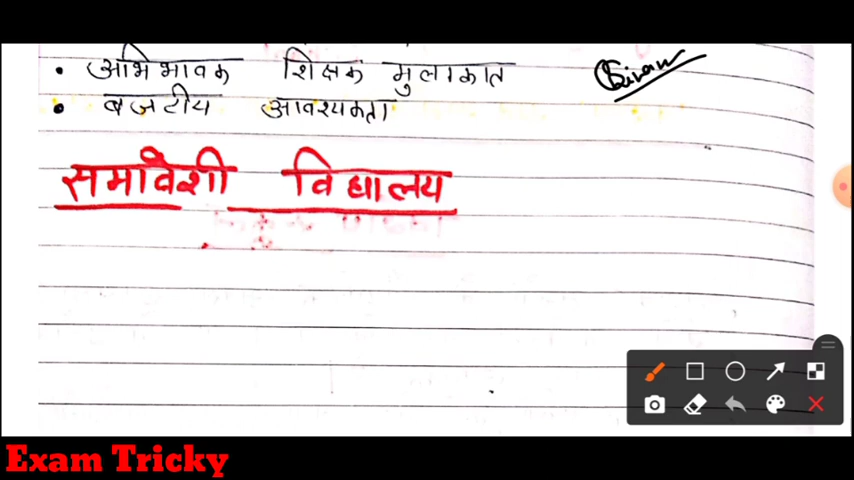 • अभिभावक शिक्षक मुलाकात
• बजटीय आवश्यकता
समावेशी विद्यालय
Exam Tricky